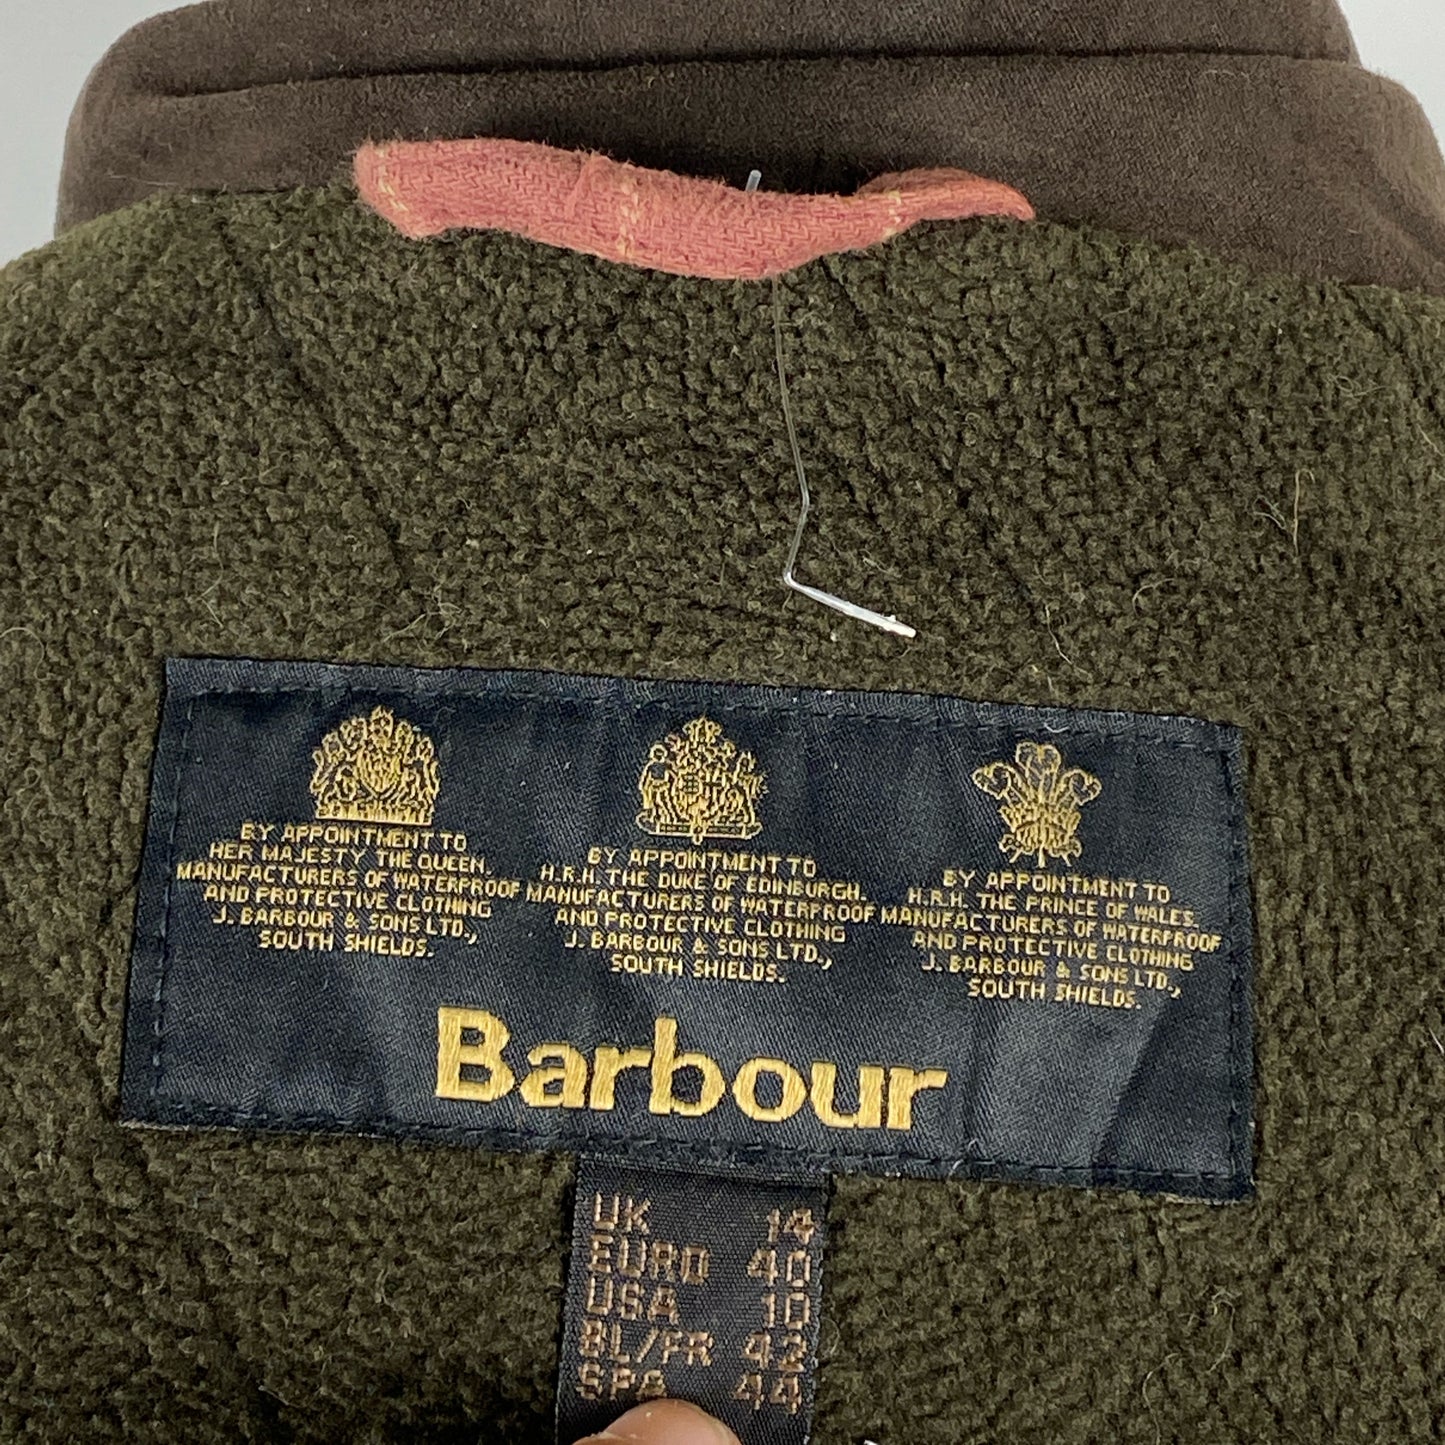 BY APPOINTMENT TO
HER MAJESTY THE QUEEN.
MANUFACTURERS OF WATERPROOF
AND PROTECTIVE CLOTHING
J. BARBOUR & SONS LTD.,
SOUTH SHIELDS.
BY APPOINTMENT TO
H.R.H. THE DUKE OF EDINBURGH.
MANUFACTURERS OF WATERPROOF
AND PROTECTIVE CLOTHING
J. BARBOUR & SONS LTD.,
SOUTH SHIELDS.
BY APPOINTMENT TO
H.R.H. THE PRINCE OF WALES.
MANUFACTURERS OF WATERPROOF
AND PROTECTIVE CLOTHING
J. BARBOUR & SONS LTD.,
SOUTH SHIELDS.
Barbour
UK 14
EURO 40
USA 10
BL/FR 42
SPA 44